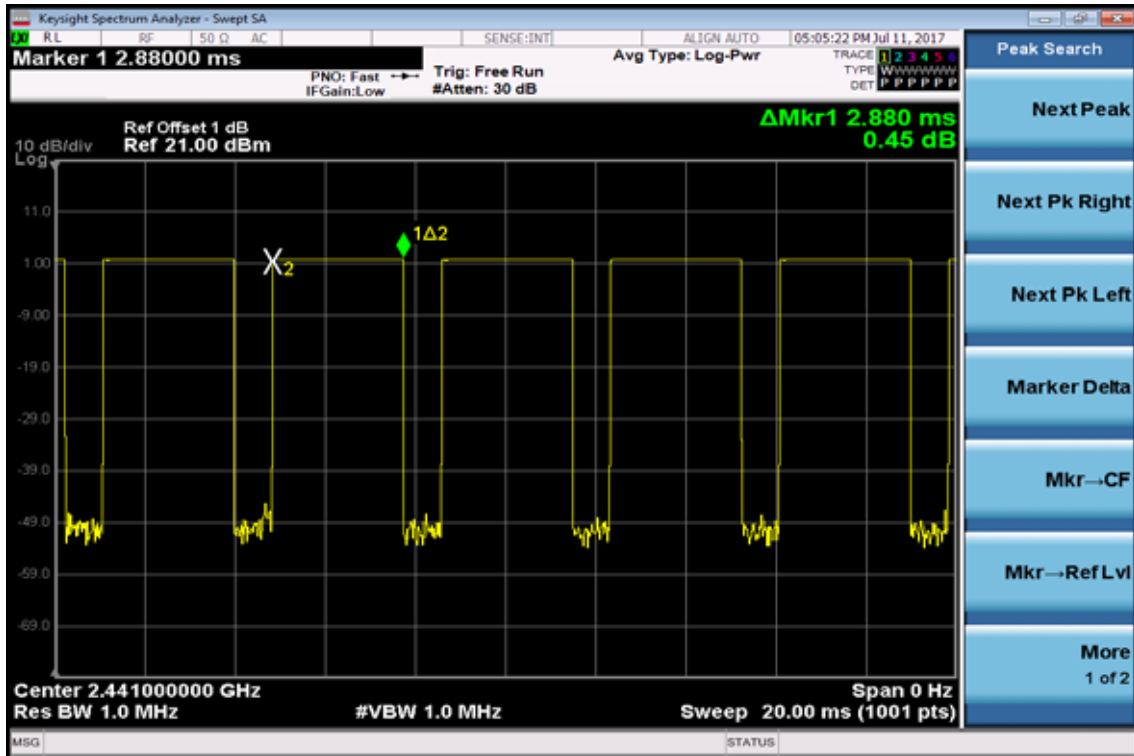 Keysight Spectrum Analyzer - Swept SA
LXI RL RF 50 Ω AC SENSE:INT ALIGN AUTO 05:05:22 PM Jul 11, 2017
Marker 1 2.88000 ms
PNO: Fast
IFGain:Low
Trig: Free Run
#Atten: 30 dB
Avg Type: Log-Pwr
TRACE 1 2 3 4 5 6
TYPE WWWWWW
DET P P P P P P
Peak Search
ΔMkr1 2.880 ms
0.45 dB
Ref Offset 1 dB
10 dB/div Ref 21.00 dBm
Log
11.0
1.00
-9.00
-19.0
-29.0
-39.0
-49.0
-59.0
-69.0
1Δ2
X2
Center 2.441000000 GHz Span 0 Hz
Res BW 1.0 MHz #VBW 1.0 MHz Sweep 20.00 ms (1001 pts)
MSG STATUS
Next Peak
Next Pk Right
Next Pk Left
Marker Delta
Mkr→CF
Mkr→Ref Lvl
More
1 of 2